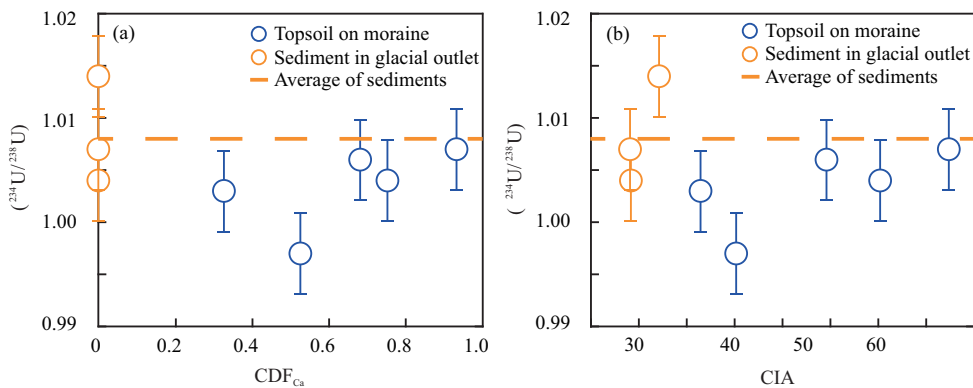 1.02
(a)
Topsoil on moraine
Sediment in glacial outlet
Average of sediments
1.01
1.00
0.99
(²³⁴U/²³⁸U)
0 0.2 0.4 0.6 0.8 1.0
CDF_Ca
1.02
(b)
Topsoil on moraine
Sediment in glacial outlet
Average of sediments
1.01
1.00
0.99
(²³⁴U/²³⁸U)
30 40 50 60
CIA